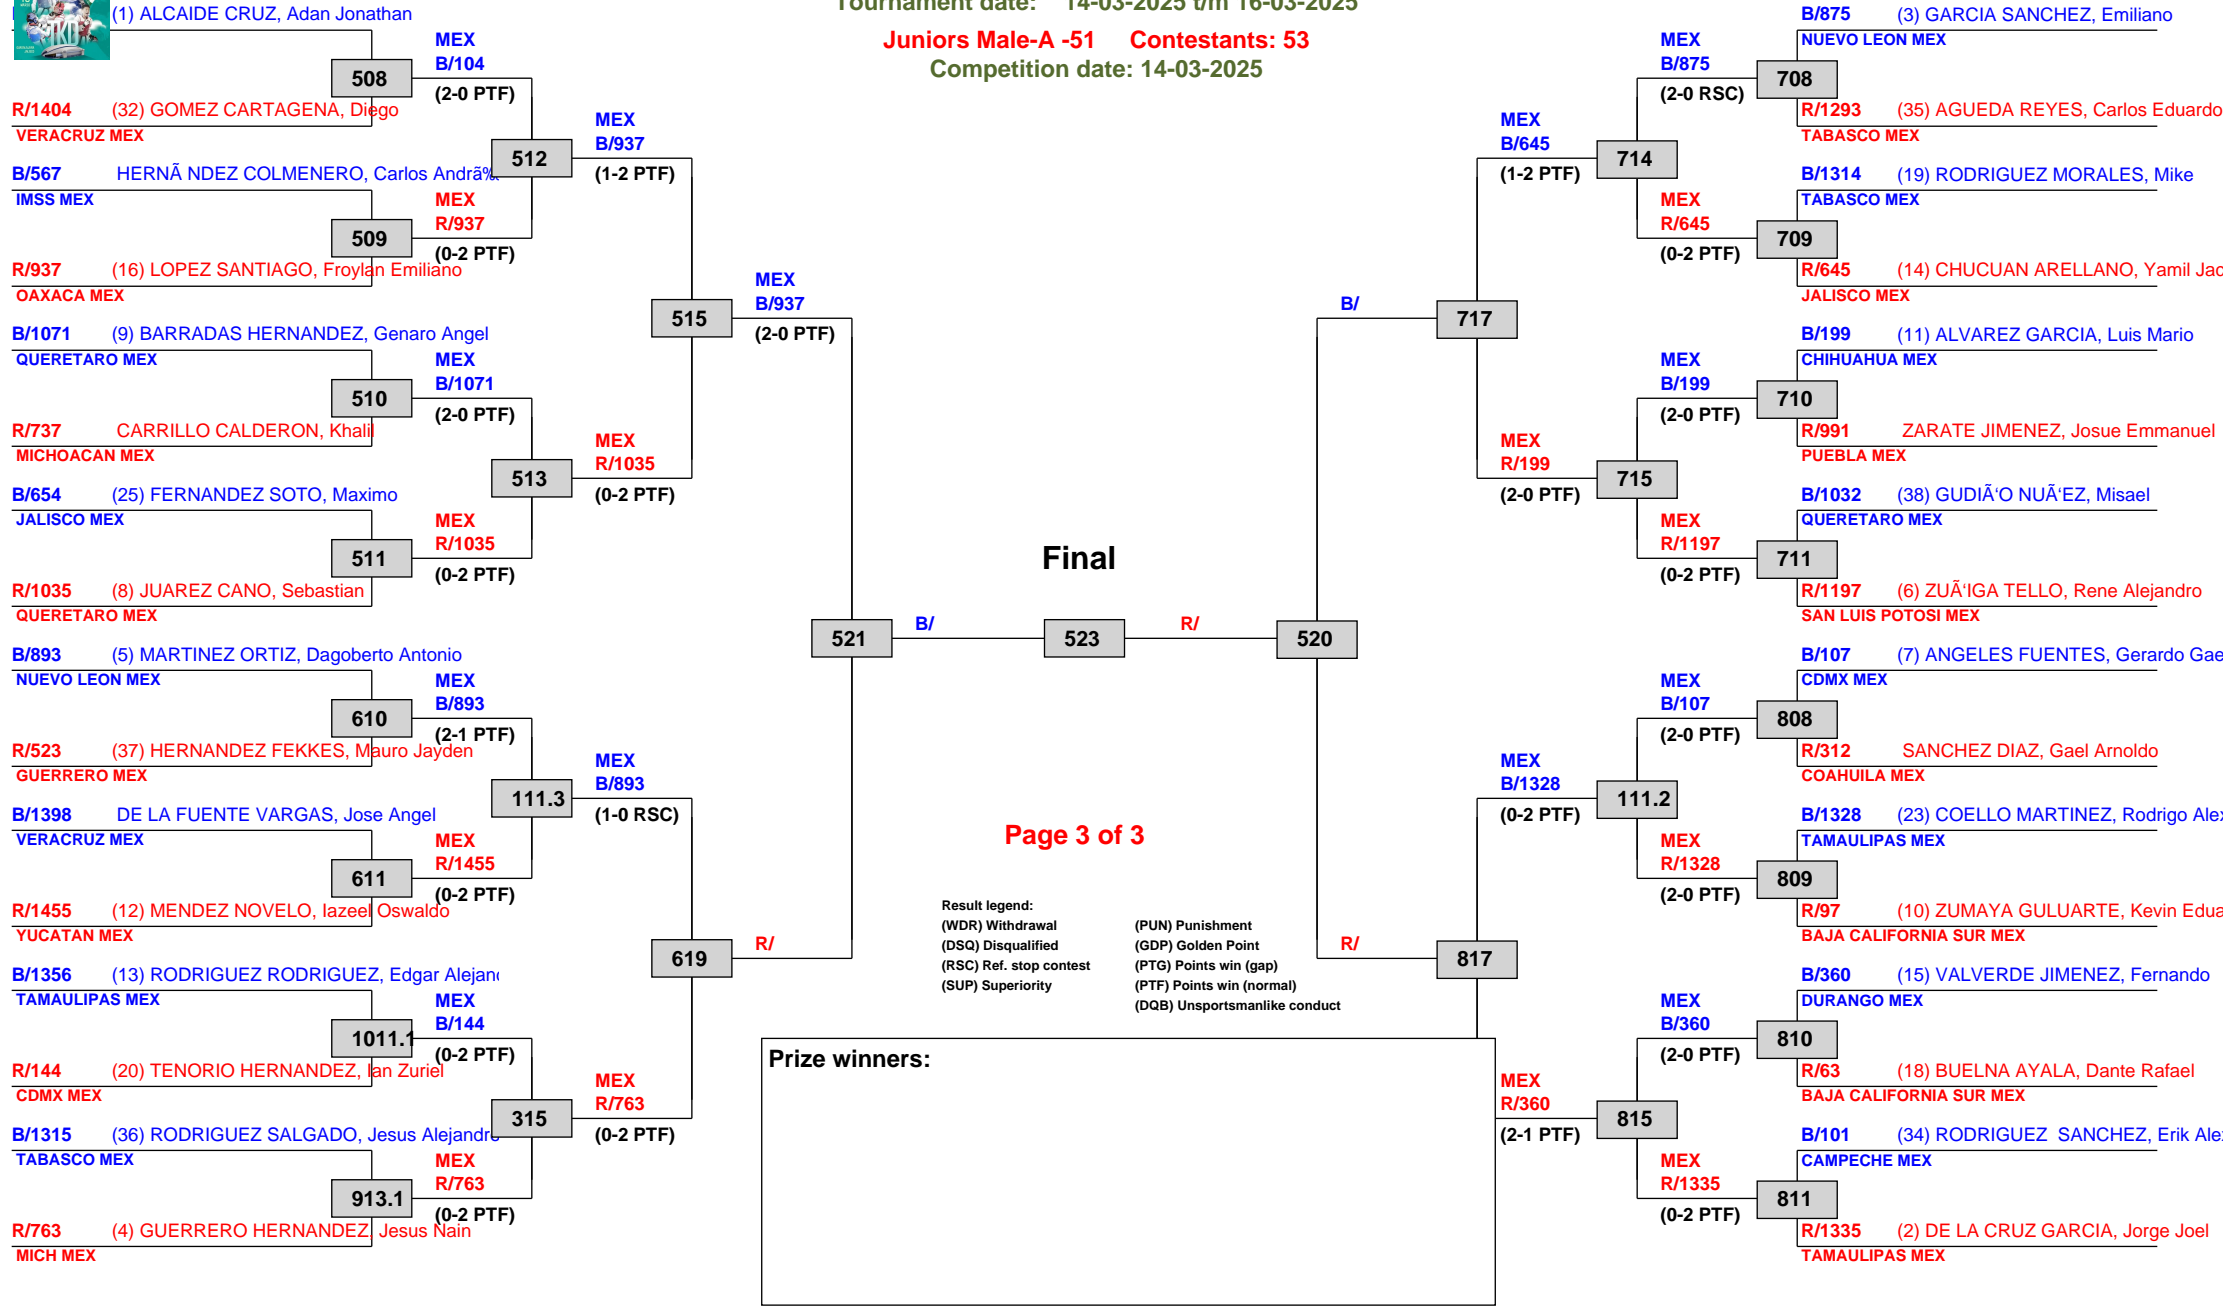 Tournament date: 14-03-2025 t/m 16-03-2025
Juniors Male-A -51 Contestants: 53
Competition date: 14-03-2025
TKD
(1) ALCAIDE CRUZ, Adan Jonathan
508
R/1404 (32) GOMEZ CARTAGENA, Diego
VERACRUZ MEX
B/567 HERNÃ NDEZ COLMENERO, Carlos Andrã‰
IMSS MEX
509
R/937 (16) LOPEZ SANTIAGO, Froylan Emiliano
OAXACA MEX
B/1071 (9) BARRADAS HERNANDEZ, Genaro Angel
QUERETARO MEX
510
R/737 CARRILLO CALDERON, Khalil
MICHOACAN MEX
B/654 (25) FERNANDEZ SOTO, Maximo
JALISCO MEX
511
R/1035 (8) JUAREZ CANO, Sebastian
QUERETARO MEX
B/893 (5) MARTINEZ ORTIZ, Dagoberto Antonio
NUEVO LEON MEX
610
R/523 (37) HERNANDEZ FEKKES, Mauro Jayden
GUERRERO MEX
B/1398 DE LA FUENTE VARGAS, Jose Angel
VERACRUZ MEX
611
R/1455 (12) MENDEZ NOVELO, Iazeel Oswaldo
YUCATAN MEX
B/1356 (13) RODRIGUEZ RODRIGUEZ, Edgar Alejan
TAMAULIPAS MEX
1011.1
R/144 (20) TENORIO HERNANDEZ, Ian Zuriel
CDMX MEX
B/1315 (36) RODRIGUEZ SALGADO, Jesus Alejandro
TABASCO MEX
913.1
R/763 (4) GUERRERO HERNANDEZ, Jesus Nain
MICH MEX
MEX
B/104
(2-0 PTF)
512
MEX
R/937
(0-2 PTF)
MEX
B/1071
(2-0 PTF)
513
MEX
R/1035
(0-2 PTF)
MEX
B/893
(2-1 PTF)
111.3
MEX
R/1455
(0-2 PTF)
MEX
B/144
(0-2 PTF)
315
MEX
R/763
(0-2 PTF)
MEX
B/937
(1-2 PTF)
515
MEX
R/1035
(0-2 PTF)
MEX
B/893
(1-0 RSC)
619
MEX
R/763
(0-2 PTF)
MEX
B/937
(2-0 PTF)
521
R/
Final
B/
523
R/
Page 3 of 3
Result legend:
(WDR) Withdrawal
(DSQ) Disqualified
(RSC) Ref. stop contest
(SUP) Superiority
(PUN) Punishment
(GDP) Golden Point
(PTG) Points win (gap)
(PTF) Points win (normal)
(DQB) Unsportsmanlike conduct
Prize winners:
B/
520
R/
MEX
B/645
(1-2 PTF)
717
MEX
R/199
(2-0 PTF)
MEX
B/1328
(0-2 PTF)
817
MEX
R/360
(2-1 PTF)
MEX
B/875
(2-0 RSC)
714
MEX
R/645
(0-2 PTF)
MEX
B/199
(2-0 PTF)
715
MEX
R/1197
(0-2 PTF)
MEX
B/107
(2-0 PTF)
111.2
MEX
R/1328
(2-0 PTF)
MEX
B/360
(2-0 PTF)
815
MEX
R/1335
(0-2 PTF)
B/875 (3) GARCIA SANCHEZ, Emiliano
NUEVO LEON MEX
708
R/1293 (35) AGUEDA REYES, Carlos Eduardo
TABASCO MEX
B/1314 (19) RODRIGUEZ MORALES, Mike
TABASCO MEX
709
R/645 (14) CHUCUAN ARELLANO, Yamil Jac
JALISCO MEX
B/199 (11) ALVAREZ GARCIA, Luis Mario
CHIHUAHUA MEX
710
R/991 ZARATE JIMENEZ, Josue Emmanuel
PUEBLA MEX
B/1032 (38) GUDIÃ‘O NUÃ‘EZ, Misael
QUERETARO MEX
711
R/1197 (6) ZUÃ‘IGA TELLO, Rene Alejandro
SAN LUIS POTOSI MEX
B/107 (7) ANGELES FUENTES, Gerardo Gae
CDMX MEX
808
R/312 SANCHEZ DIAZ, Gael Arnoldo
COAHUILA MEX
B/1328 (23) COELLO MARTINEZ, Rodrigo Alex
TAMAULIPAS MEX
809
R/97 (10) ZUMAYA GULUARTE, Kevin Edua
BAJA CALIFORNIA SUR MEX
B/360 (15) VALVERDE JIMENEZ, Fernando
DURANGO MEX
810
R/63 (18) BUELNA AYALA, Dante Rafael
BAJA CALIFORNIA SUR MEX
B/101 (34) RODRIGUEZ SANCHEZ, Erik Ale
CAMPECHE MEX
811
R/1335 (2) DE LA CRUZ GARCIA, Jorge Joel
TAMAULIPAS MEX